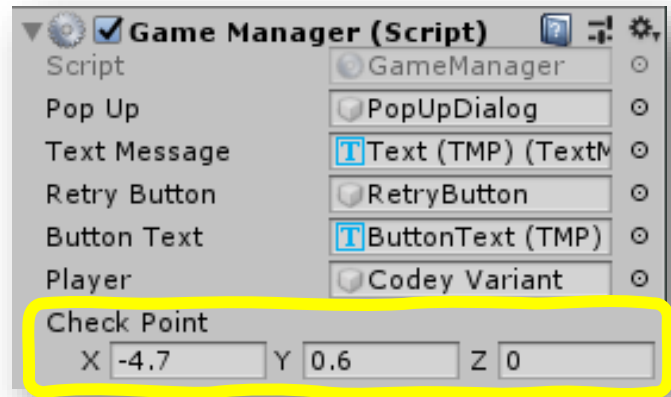 Game Manager (Script)
Script GameManager
Pop Up PopUpDialog
Text Message Text (TMP) (TextM
Retry Button RetryButton
Button Text ButtonText (TMP)
Player Codey Variant
Check Point
X -4.7 Y 0.6 Z 0